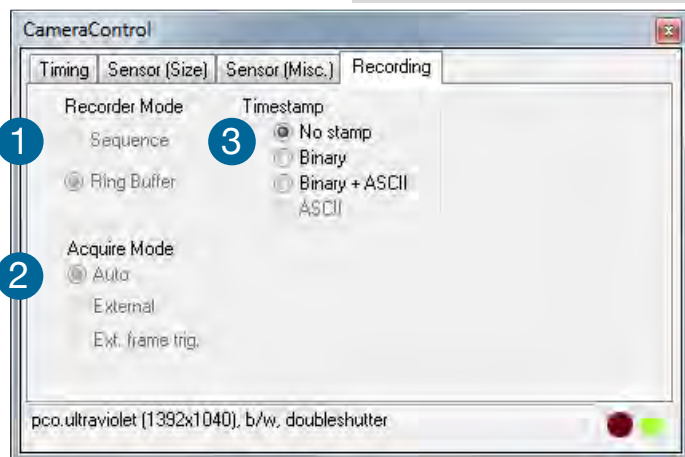 CameraControl
Timing Sensor (Size) Sensor (Misc.) Recording
Recorder Mode
1
Sequence
Ring Buffer
Timestamp
3
No stamp
Binary
Binary + ASCII
ASCII
Acquire Mode
2
Auto
External
Ext. frame trig.
pco.ultraviolet (1392x1040), b/w, doubleshutter